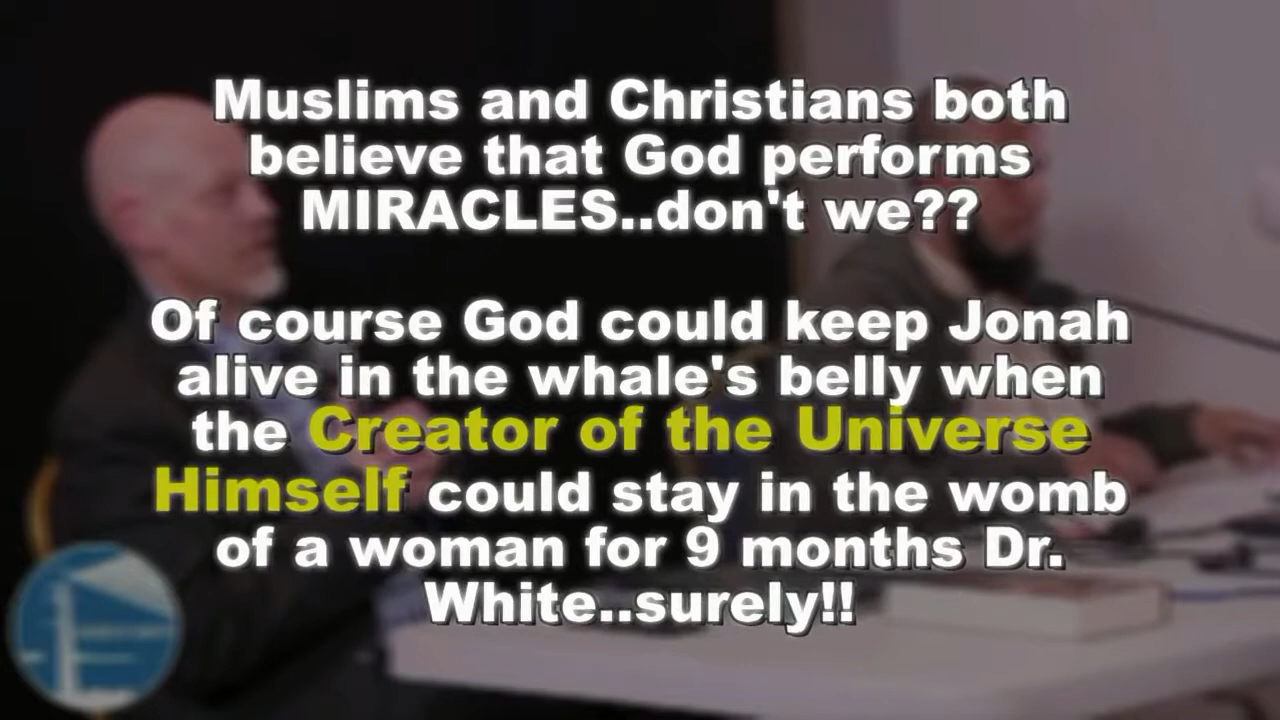 Muslims and Christians both
believe that God performs
MIRACLES..don't we??
Of course God could keep Jonah
alive in the whale's belly when
the Creator of the Universe
Himself could stay in the womb
of a woman for 9 months Dr.
White..surely!!